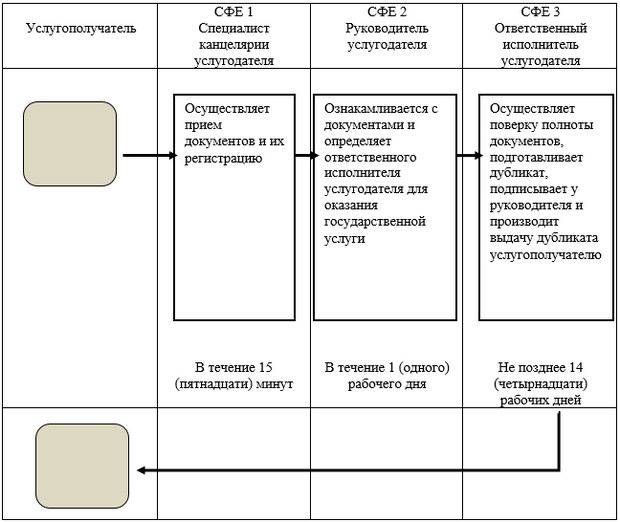 Услугополучатель
СФЕ 1
Специалист
канцелярии
услугодателя
СФЕ 2
Руководитель
услугодателя
СФЕ 3
Ответственный
исполнитель
услугодателя
Осуществляет
прием
документов и их
регистрацию
Ознакамливается с
документами и
определяет
ответственного
исполнителя
услугодателя для
оказания
государственной
услуги
Осуществляет
поверку полноты
документов,
подготавливает
дубликат,
подписывает у
руководителя и
производит
выдачу дубликата
услугополучателю
В течение 15
(пятнадцати) минут
В течение 1 (одного)
рабочего дня
Не позднее 14
(четырнадцати)
рабочих дней